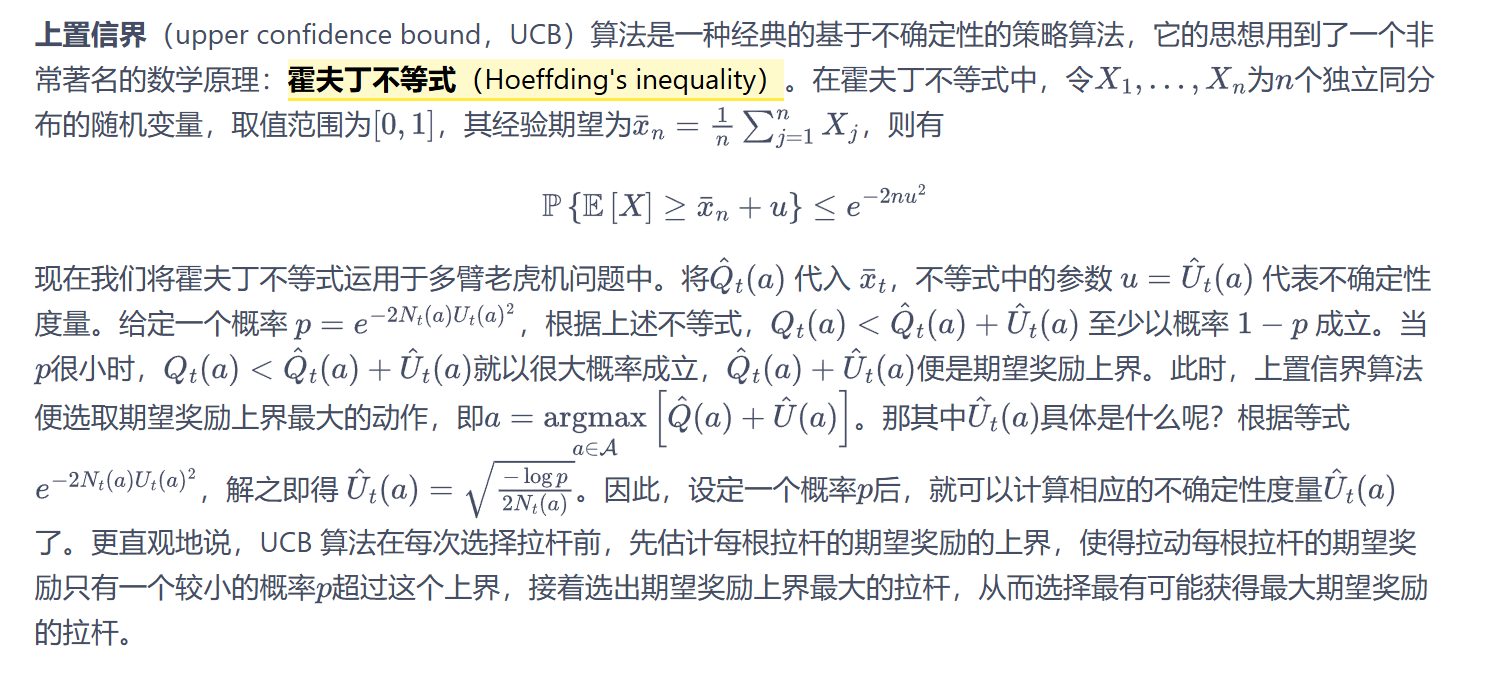 上置信界（upper confidence bound，UCB）算法是一种经典的基于不确定性的策略算法，它的思想用到了一个非
常著名的数学原理：霍夫丁不等式（Hoeffding's inequality）。在霍夫丁不等式中，令$X_1, \ldots, X_n$为$n$个独立同分
布的随机变量，取值范围为$[0, 1]$，其经验期望为$\bar{x}_n = \frac{1}{n} \sum_{j=1}^{n} X_j$，则有
$\mathbb{P}\{\mathbb{E}[X] \geq \bar{x}_n + u\} \leq e^{-2nu^2}$
现在我们将霍夫丁不等式运用于多臂老虎机问题中。将$\hat{Q}_t(a)$ 代入 $\bar{x}_t$，不等式中的参数 $u = \hat{U}_t(a)$ 代表不确定性
度量。给定一个概率 $p = e^{-2N_t(a)U_t(a)^2}$，根据上述不等式，$Q_t(a) < \hat{Q}_t(a) + \hat{U}_t(a)$ 至少以概率 $1 - p$ 成立。当
$p$很小时，$Q_t(a) < \hat{Q}_t(a) + \hat{U}_t(a)$就以很大概率成立，$\hat{Q}_t(a) + \hat{U}_t(a)$便是期望奖励上界。此时，上置信界算法
便选取期望奖励上界最大的动作，即$a = \underset{a \in \mathcal{A}}{\mathrm{argmax}} \left[\hat{Q}(a) + \hat{U}(a)\right]$。那其中$\hat{U}_t(a)$具体是什么呢？根据等式
$e^{-2N_t(a)U_t(a)^2}$，解之即得 $\hat{U}_t(a) = \sqrt{\frac{-\log p}{2N_t(a)}}$。因此，设定一个概率$p$后，就可以计算相应的不确定性度量$\hat{U}_t(a)$
了。更直观地说，UCB 算法在每次选择拉杆前，先估计每根拉杆的期望奖励的上界，使得拉动每根拉杆的期望奖
励只有一个较小的概率$p$超过这个上界，接着选出期望奖励上界最大的拉杆，从而选择最有可能获得最大期望奖励
的拉杆。